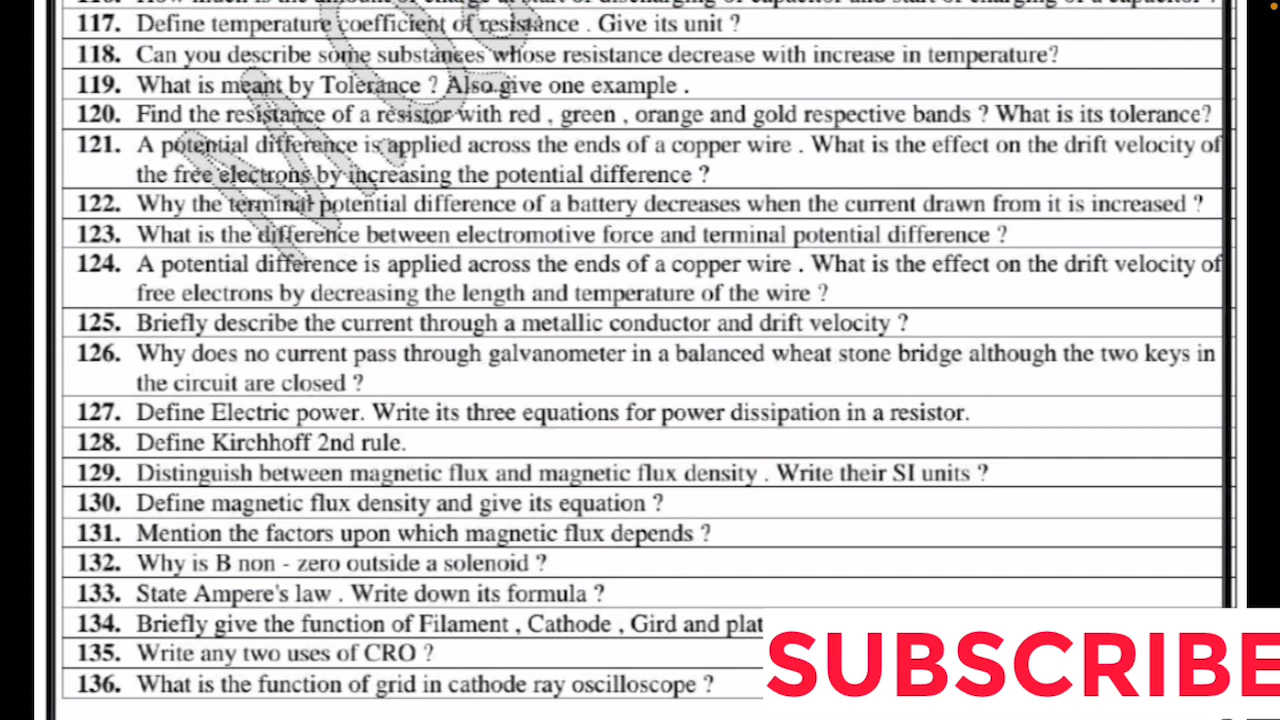 117. Define temperature coefficient of resistance . Give its unit ?
118. Can you describe some substances whose resistance decrease with increase in temperature?
119. What is meant by Tolerance ? Also give one example .
120. Find the resistance of a resistor with red , green , orange and gold respective bands ? What is its tolerance?
121. A potential difference is applied across the ends of a copper wire . What is the effect on the drift velocity of
the free electrons by increasing the potential difference ?
122. Why the terminal potential difference of a battery decreases when the current drawn from it is increased ?
123. What is the difference between electromotive force and terminal potential difference ?
124. A potential difference is applied across the ends of a copper wire . What is the effect on the drift velocity of
free electrons by decreasing the length and temperature of the wire ?
125. Briefly describe the current through a metallic conductor and drift velocity ?
126. Why does no current pass through galvanometer in a balanced wheat stone bridge although the two keys in
the circuit are closed ?
127. Define Electric power. Write its three equations for power dissipation in a resistor.
128. Define Kirchhoff 2nd rule.
129. Distinguish between magnetic flux and magnetic flux density . Write their SI units ?
130. Define magnetic flux density and give its equation ?
131. Mention the factors upon which magnetic flux depends ?
132. Why is B non - zero outside a solenoid ?
133. State Ampere's law . Write down its formula ?
134. Briefly give the function of Filament , Cathode , Gird and plat
135. Write any two uses of CRO ?
136. What is the function of grid in cathode ray oscilloscope ?
SUBSCRIBE